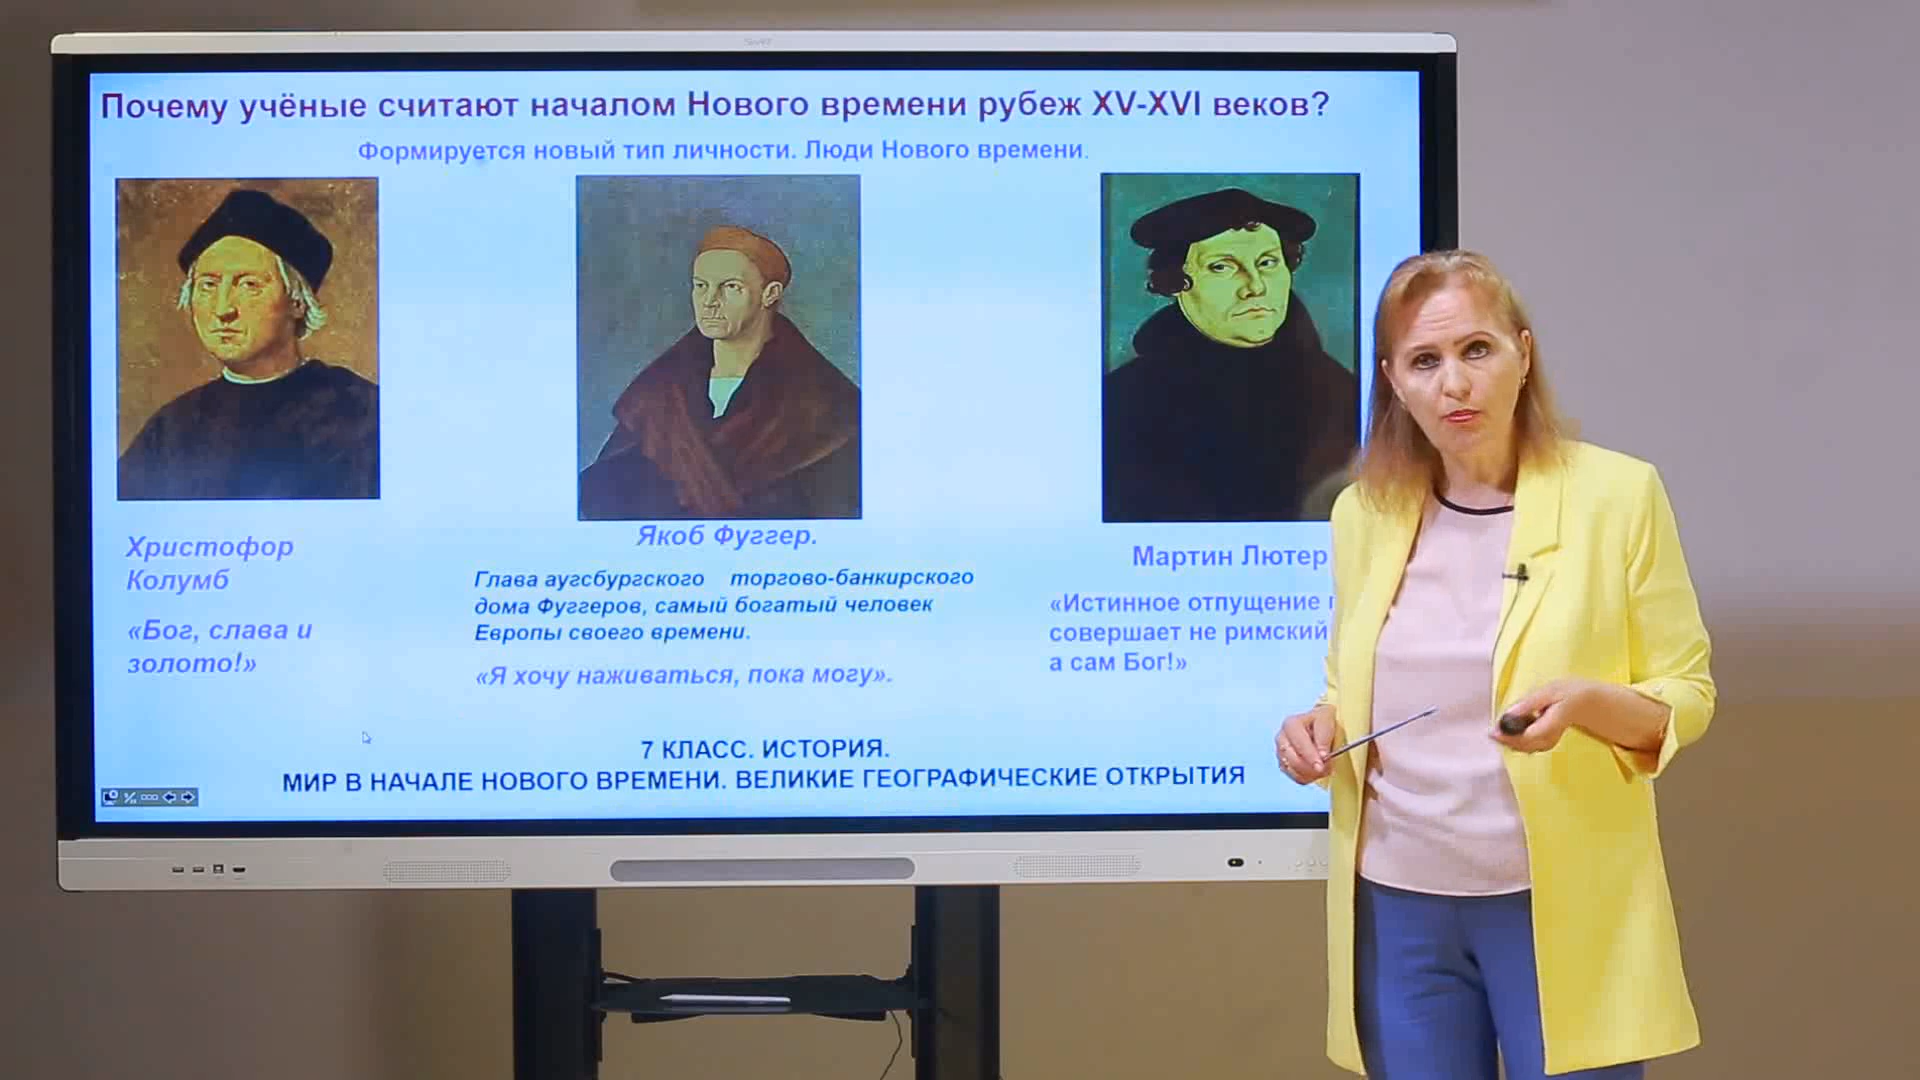 Почему учёные считают началом Нового времени рубеж XV-XVI веков?
Формируется новый тип личности. Люди Нового времени.
Христофор
Колумб
«Бог, слава и
золото!»
Якоб Фуггер.
Глава аугсбургского торгово-банкирского
дома Фуггеров, самый богатый человек
Европы своего времени.
«Я хочу наживаться, пока могу».
Мартин Лютер
«Истинное отпущение
совершает не римский
а сам Бог!»
7 КЛАСС. ИСТОРИЯ.
МИР В НАЧАЛЕ НОВОГО ВРЕМЕНИ. ВЕЛИКИЕ ГЕОГРАФИЧЕСКИЕ ОТКРЫТИЯ